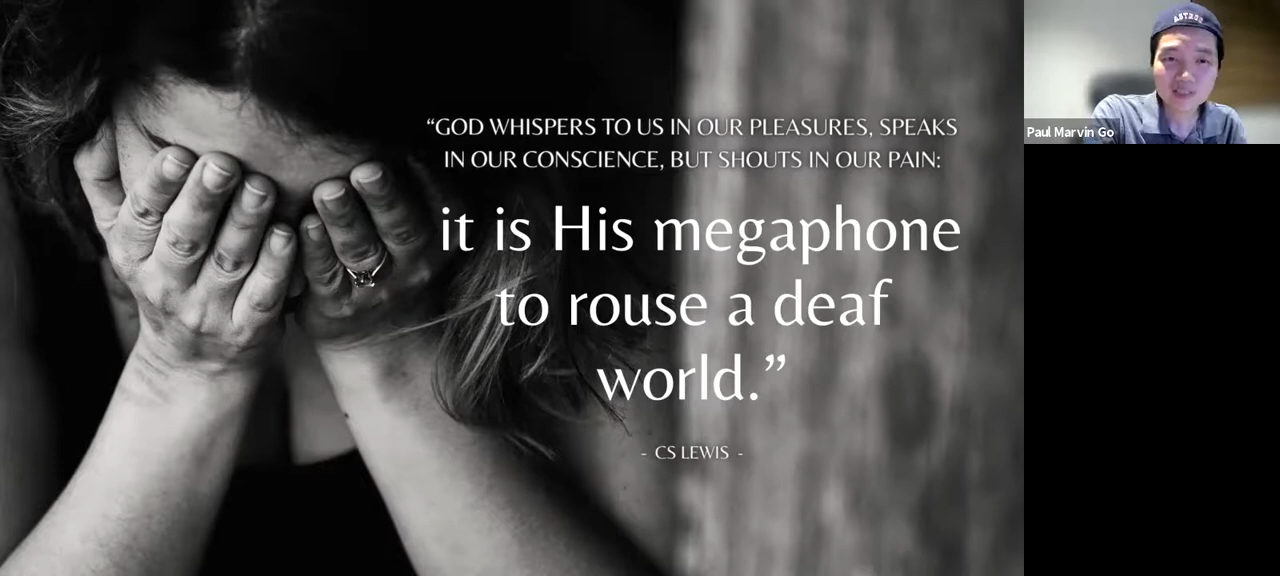 “GOD WHISPERS TO US IN OUR PLEASURES, SPEAKS
IN OUR CONSCIENCE, BUT SHOUTS IN OUR PAIN:
it is His megaphone
to rouse a deaf
world.”
- CS LEWIS -
ASTROS
Paul Marvin Go